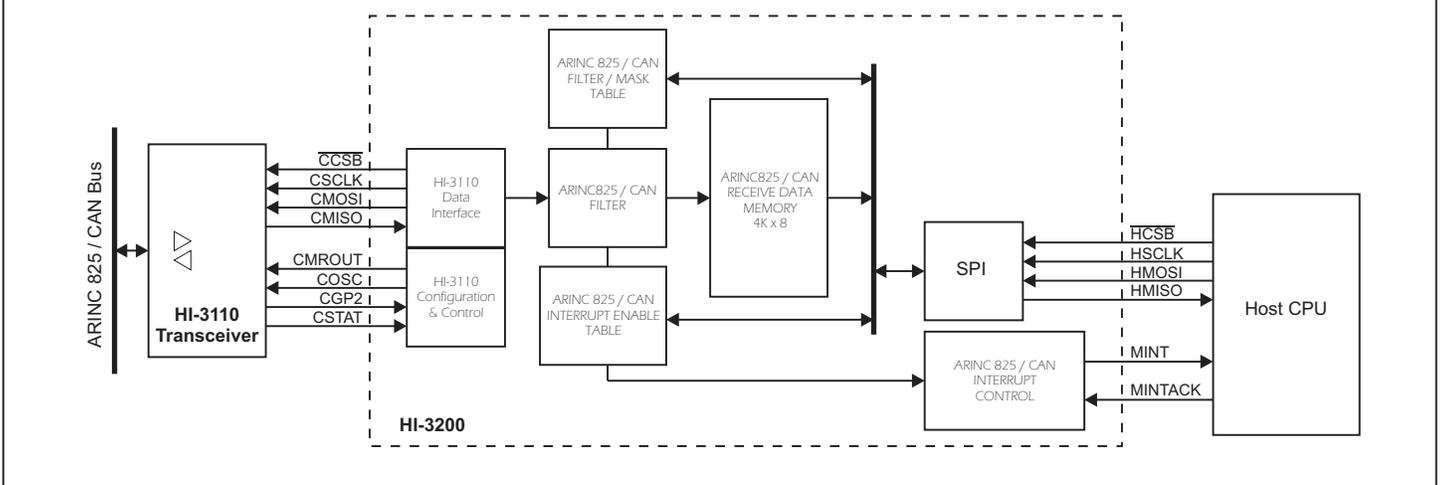 ARINC 825 / CAN Bus
HI-3110
Transceiver
CCSB
CSCLK
CMOSI
CMISO
CMROUT
COSC
CGP2
CSTAT
HI-3110
Data
Interface
HI-3110
Configuration
& Control
ARINC 825 / CAN
FILTER / MASK
TABLE
ARINC825 / CAN
FILTER
ARINC 825 / CAN
INTERRUPT ENABLE
TABLE
ARINC825 / CAN
RECEIVE DATA
MEMORY
4K x 8
SPI
ARINC 825 / CAN
INTERRUPT
CONTROL
HI-3200
HCSB
HSCLK
HMOSI
HMISO
MINT
MINTACK
Host CPU